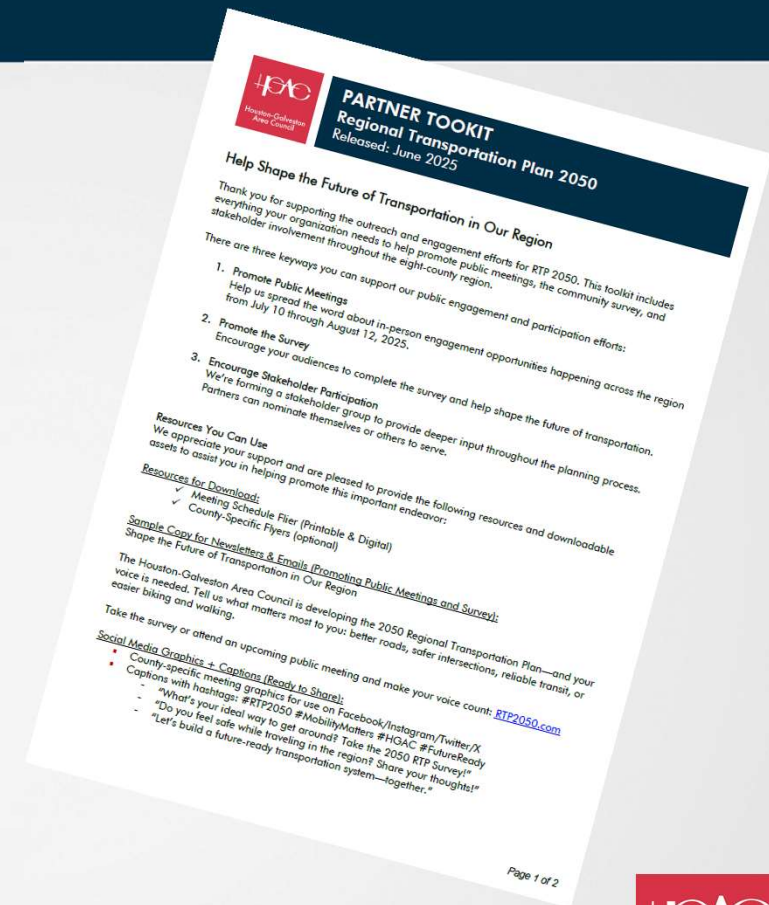 HGAC
Houston-Galveston
Area Council
PARTNER TOOKIT
Regional Transportation Plan 2050
Released: June 2025
Help Shape the Future of Transportation in Our Region
Thank you for supporting the outreach and engagement efforts for RTP 2050. This toolkit includes
everything your organization needs to help promote public meetings, the community survey, and
stakeholder involvement throughout the eight-county region.
There are three keyways you can support our public engagement and participation efforts:
1. Promote Public Meetings
Help us spread the word about in-person engagement opportunities happening across the region
from July 10 through August 12, 2025.
2. Promote the Survey
Encourage your audiences to complete the survey and help shape the future of transportation.
3. Encourage Stakeholder Participation
We're forming a stakeholder group to provide deeper input throughout the planning process.
Partners can nominate themselves or others to serve.
Resources You Can Use
We appreciate your support and are pleased to provide the following resources and downloadable
assets to assist you in helping promote this important endeavor:
Resources for Download:
✓ Meeting Schedule Flier (Printable & Digital)
✓ County-Specific Flyers (optional)
Sample Copy for Newsletters & Emails (Promoting Public Meetings and Survey):
Shape the Future of Transportation in Our Region
The Houston-Galveston Area Council is developing the 2050 Regional Transportation Plan—and your
voice is needed. Tell us what matters most to you: better roads, safer intersections, reliable transit, or
easier biking and walking.
Take the survey or attend an upcoming public meeting and make your voice count: RTP2050.com
Social Media Graphics + Captions (Ready to Share):
• County-specific meeting graphics for use on Facebook/Instagram/Twitter/X
• Captions with hashtags: #RTP2050 #MobilityMatters #HGAC #FutureReady
- "What's your ideal way to get around? Take the 2050 RTP Survey!"
- "Do you feel safe while traveling in the region? Share your thoughts!"
- "Let's build a future-ready transportation system—together."
Page 1 of 2
HGAC